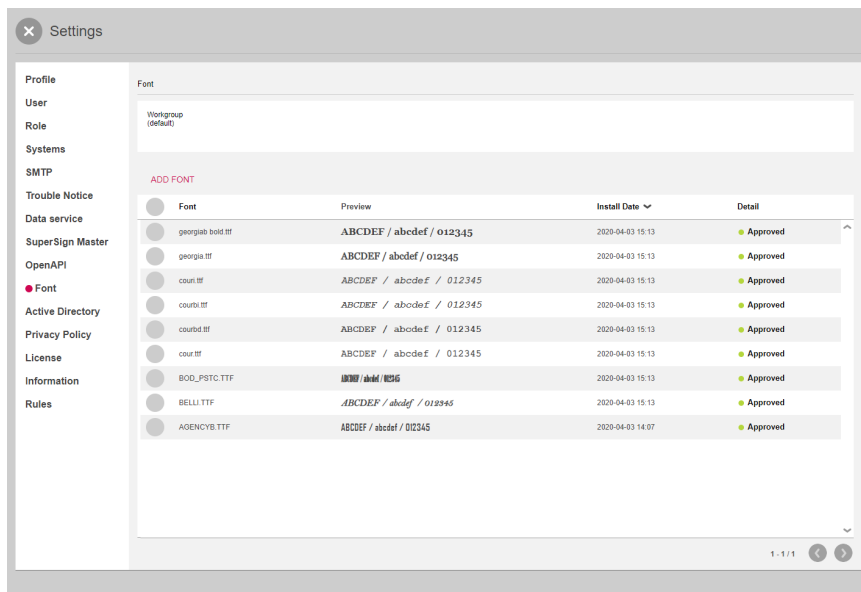 Settings
Profile
User
Role
Systems
SMTP
Trouble Notice
Data service
SuperSign Master
OpenAPI
Font
Active Directory
Privacy Policy
License
Information
Rules
Font
Workgroup
(default)
ADD FONT
Font Preview Install Date Detail
georgiab bold.ttf ABCDEF / abcdef / 012345 2020-04-03 15:13 Approved
georgia.ttf ABCDEF / abcdef / 012345 2020-04-03 15:13 Approved
couri.ttf ABCDEF / abcdef / 012345 2020-04-03 15:13 Approved
courbi.ttf ABCDEF / abcdef / 012345 2020-04-03 15:13 Approved
courbd.ttf ABCDEF / abcdef / 012345 2020-04-03 15:13 Approved
cour.ttf ABCDEF / abcdef / 012345 2020-04-03 15:13 Approved
BOD_PSTC.TTF ABCDEF / abcdef / 012345 2020-04-03 15:13 Approved
BELLI.TTF ABCDEF / abcdef / 012345 2020-04-03 15:13 Approved
AGENCYB.TTF ABCDEF / abcdef / 012345 2020-04-03 14:07 Approved
1 - 1 / 1